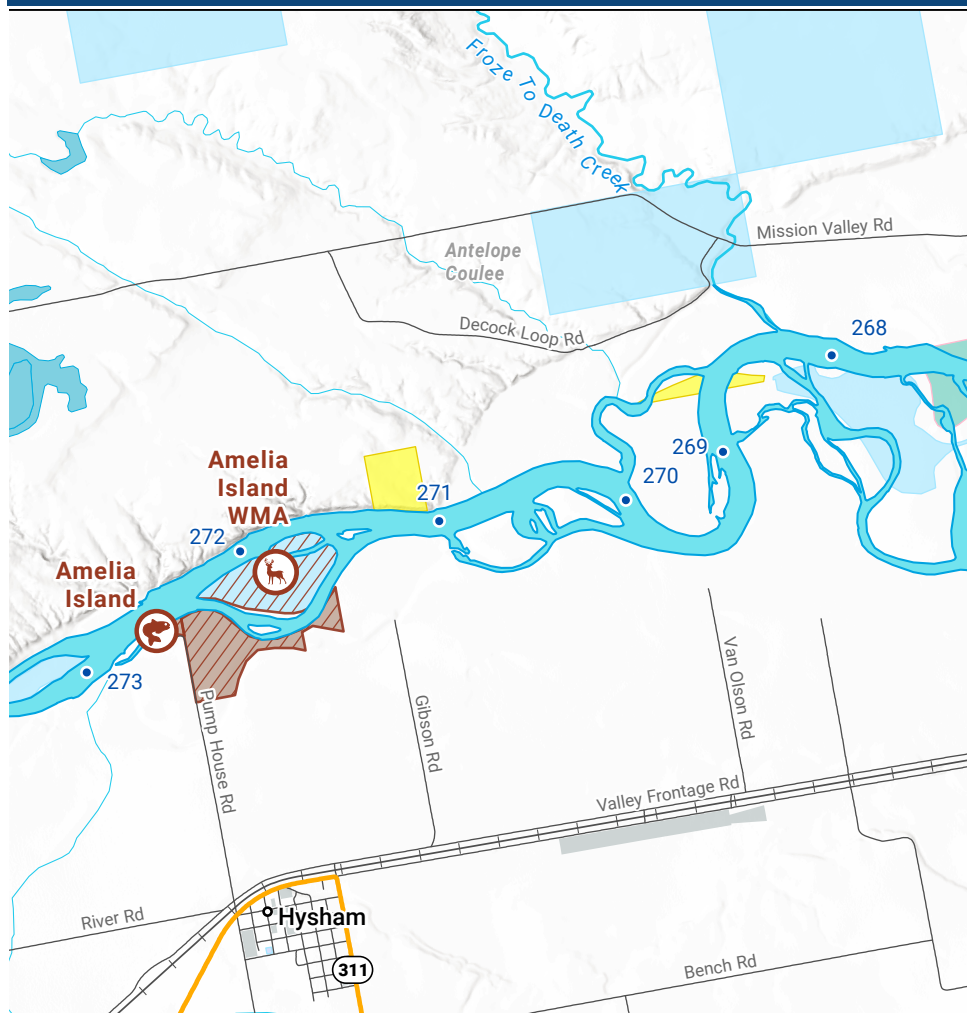 Froze To Death Creek
Mission Valley Rd
Antelope
Coulee
Decock Loop Rd
268
269
270
271
Amelia
Island
WMA
272
Amelia
Island
273
Pump House Rd
Gibson Rd
Van Olson Rd
Valley Frontage Rd
River Rd
Hysham
311
Bench Rd